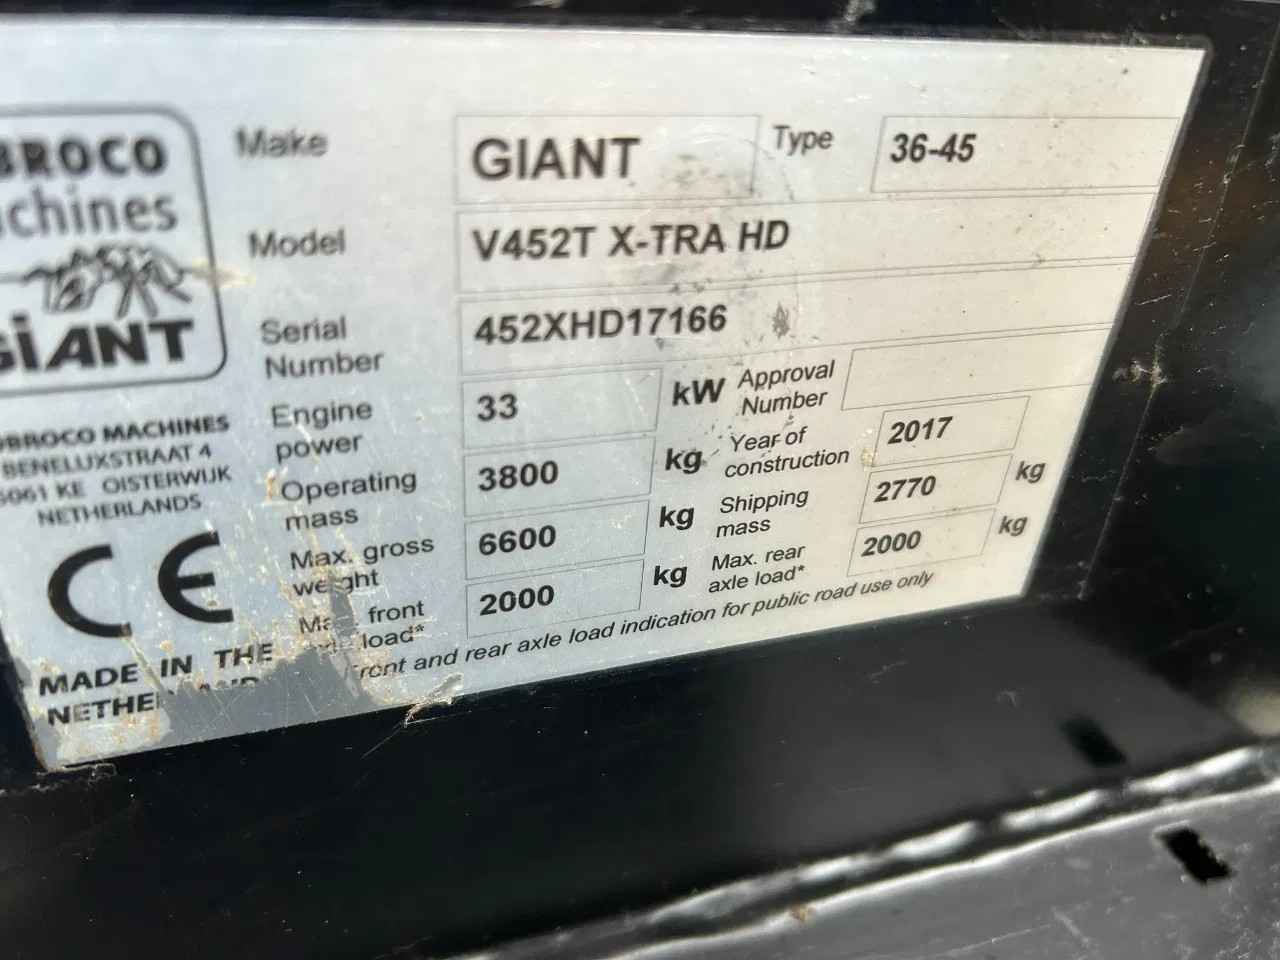 BROCO
chines
GiANT
BROCO MACHINES
BENELUXSTRAAT 4
5061 KE OISTERWIJK
NETHERLANDS
CE
MADE IN THE
Make GIANT Type 36-45
Model V452T X-TRA HD
Serial Number 452XHD17166
Engine power 33 kW Approval Number
Operating mass 3800 kg Year of construction 2017
Max. gross weight 6600 kg Shipping mass 2770 kg
front load* 2000 kg Max. rear axle load* 2000 kg
front and rear axle load indication for public road use only